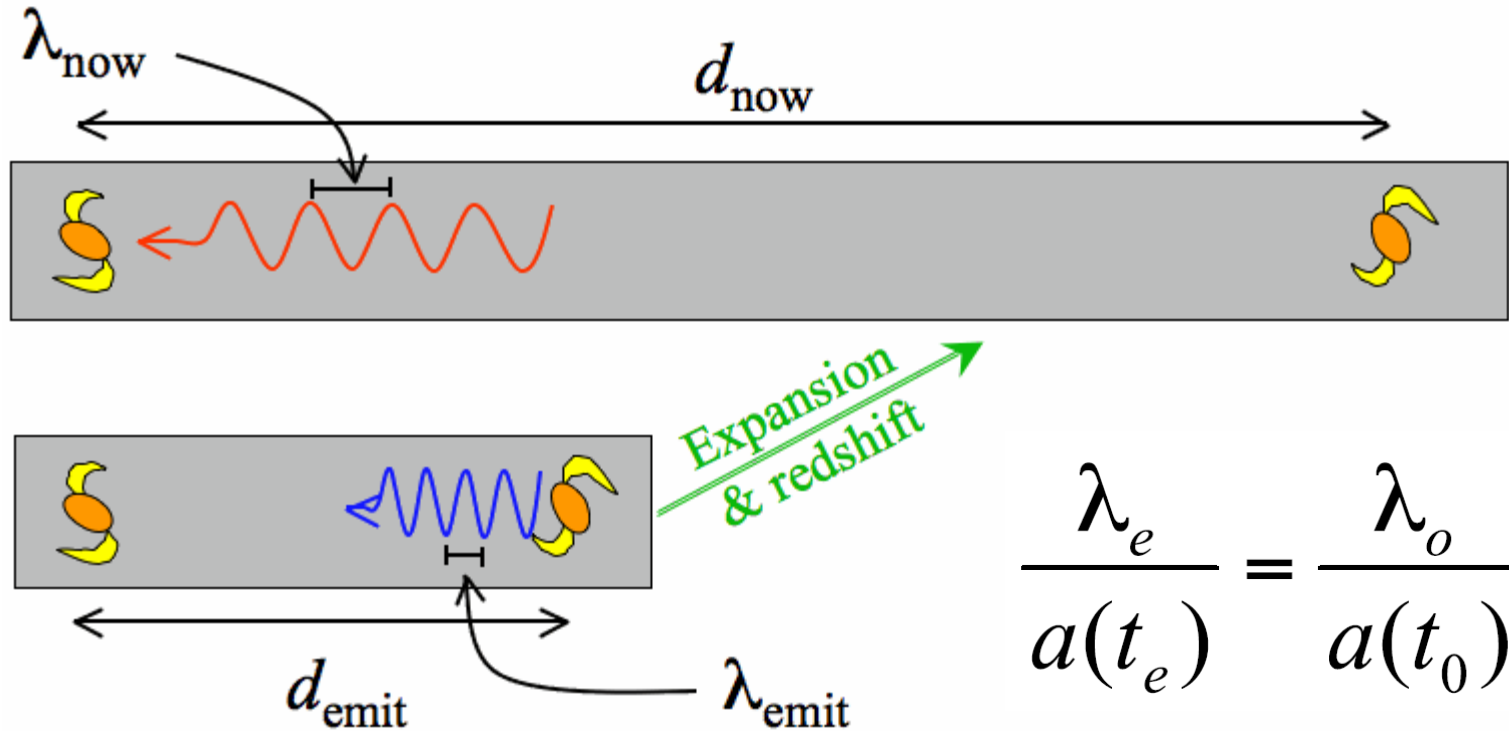 λnow
dnow
Expansion
& redshift
demit
λemit
λe / a(te) = λo / a(t0)